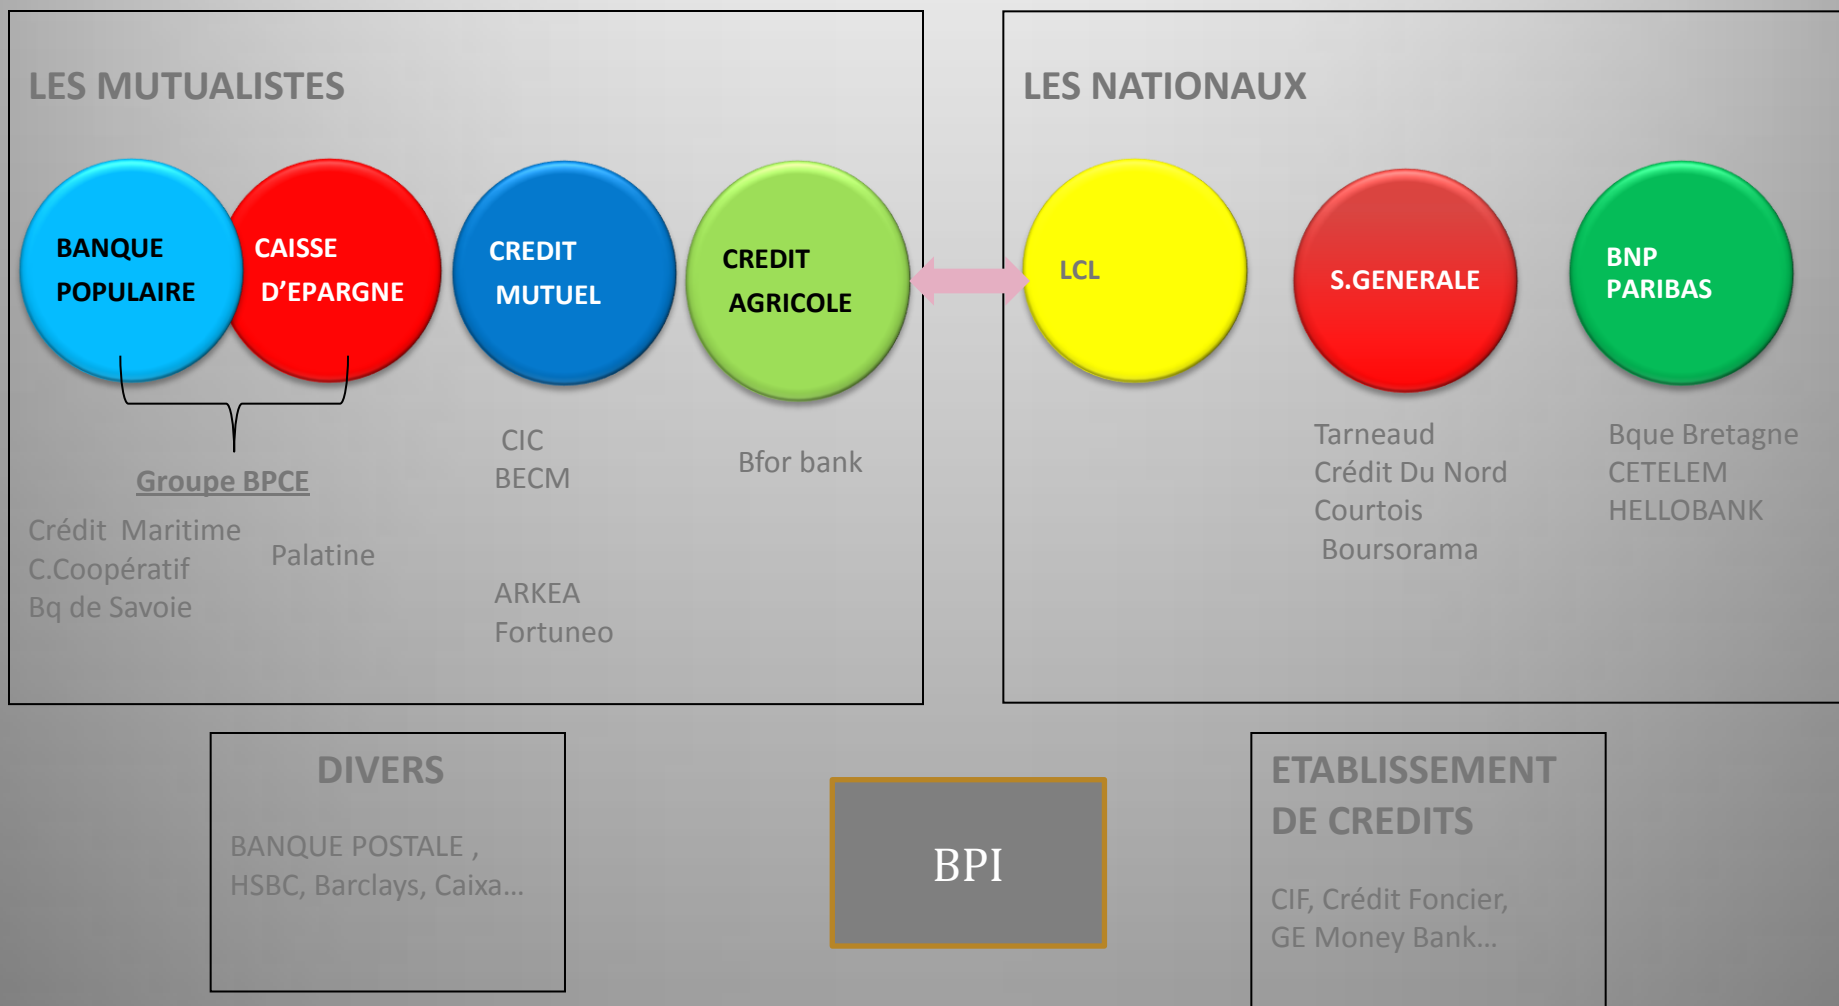 LES MUTUALISTES
BANQUE
POPULAIRE
CAISSE
D'EPARGNE
CREDIT
MUTUEL
CREDIT
AGRICOLE
Groupe BPCE
Crédit Maritime
C.Coopératif
Bq de Savoie
Palatine
CIC
BECM
ARKEA
Fortuneo
Bfor bank
LES NATIONAUX
LCL
S.GENERALE
BNP
PARIBAS
Tarneaud
Crédit Du Nord
Courtois
Boursorama
Bque Bretagne
CETELEM
HELLOBANK
DIVERS
BANQUE POSTALE ,
HSBC, Barclays, Caixa...
BPI
ETABLISSEMENT
DE CREDITS
CIF, Crédit Foncier,
GE Money Bank...